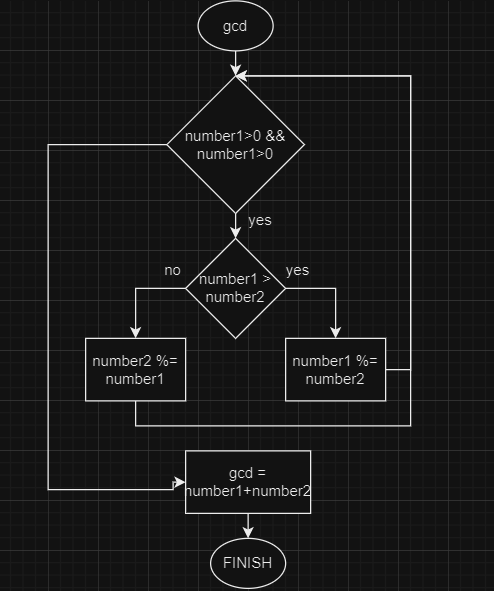 gcd
number1>0 &&
number1>0
yes
no
number1 >
number2
yes
number2 %=
number1
number1 %=
number2
gcd =
number1+number2
FINISH